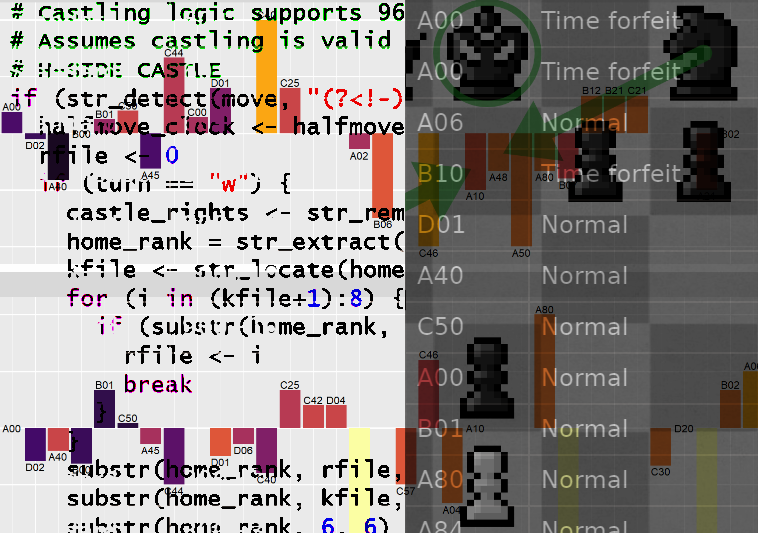 # Castling logic supports 96
# Assumes castling is valid
# H-SIDE CASTLE
if (str_detect(move, "(?<!-)
halfmove_clock <- halfmove
rfile <- 0
if (turn == "w") {
castle_rights <- str_rem
home_rank = str_extract(
kfile <- str_locate(home
for (i in (kfile+1):8) {
if (substr(home_rank,
rfile <- i
break
}
}
substr(home_rank, rfile,
substr(home_rank, kfile,
substr(home_rank, 6, 6)
A00 Time forfeit
A00 Time forfeit
A06 Normal
B10 Time forfeit
D01 Normal
A40 Normal
C50 Normal
A00 Normal
B01 Normal
A80 Normal
A84 Normal
A00
D02
A40
B00
B01
C50
A45
C44
C00
D01
C25
A02
B06
C46
A10
A48
A50
A80
B12
B21
C21
B02
A00
D02
A40
B00
B01
C50
A45
C44
D01
D06
C40
C25
C42
D04
C57
C46
A04
A10
A80
C30
D20
B02